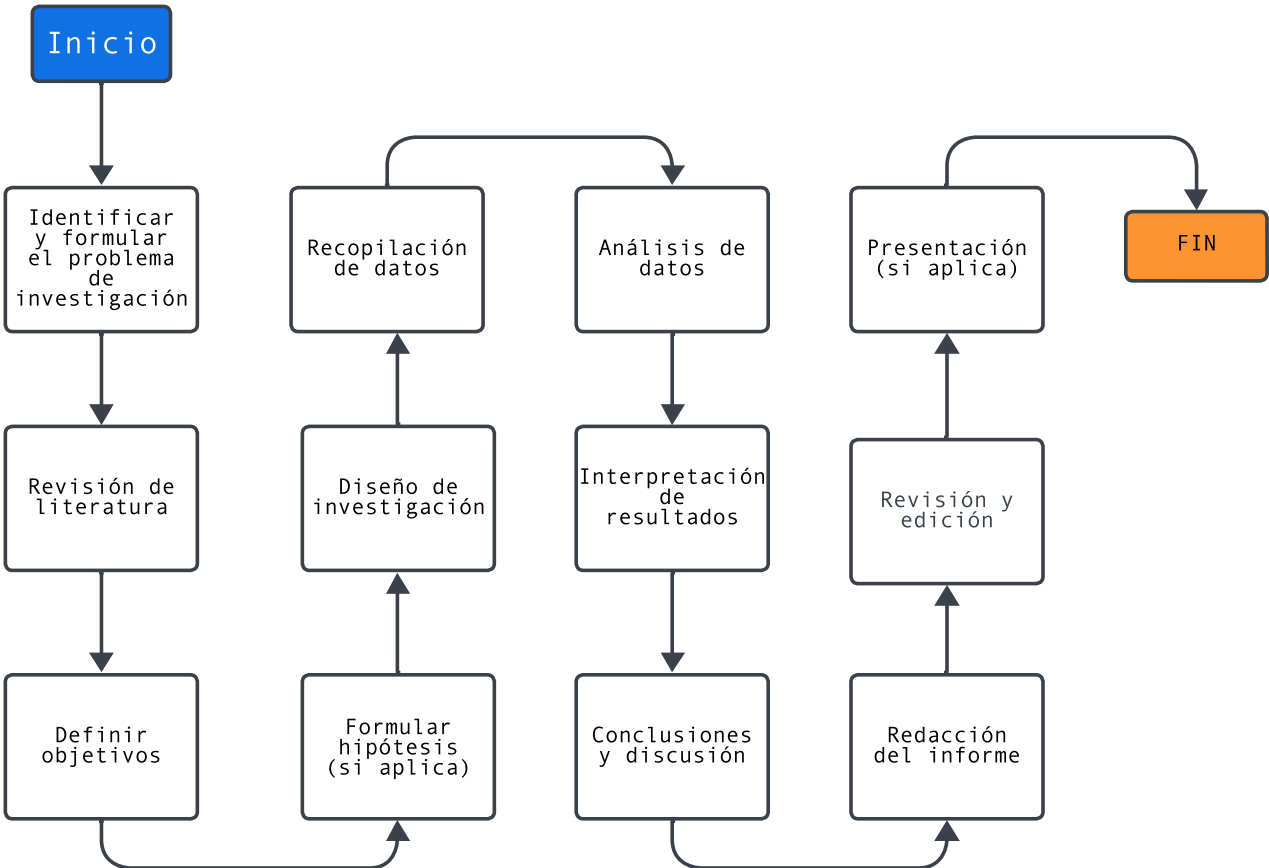 Inicio
Identificar
y formular
el problema
de
investigación
Revisión de
literatura
Definir
objetivos
Formular
hipótesis
(si aplica)
Diseño de
investigación
Recopilación
de datos
Análisis de
datos
Interpretación
de
resultados
Conclusiones
y discusión
Redacción
del informe
Revisión y
edición
Presentación
(si aplica)
FIN